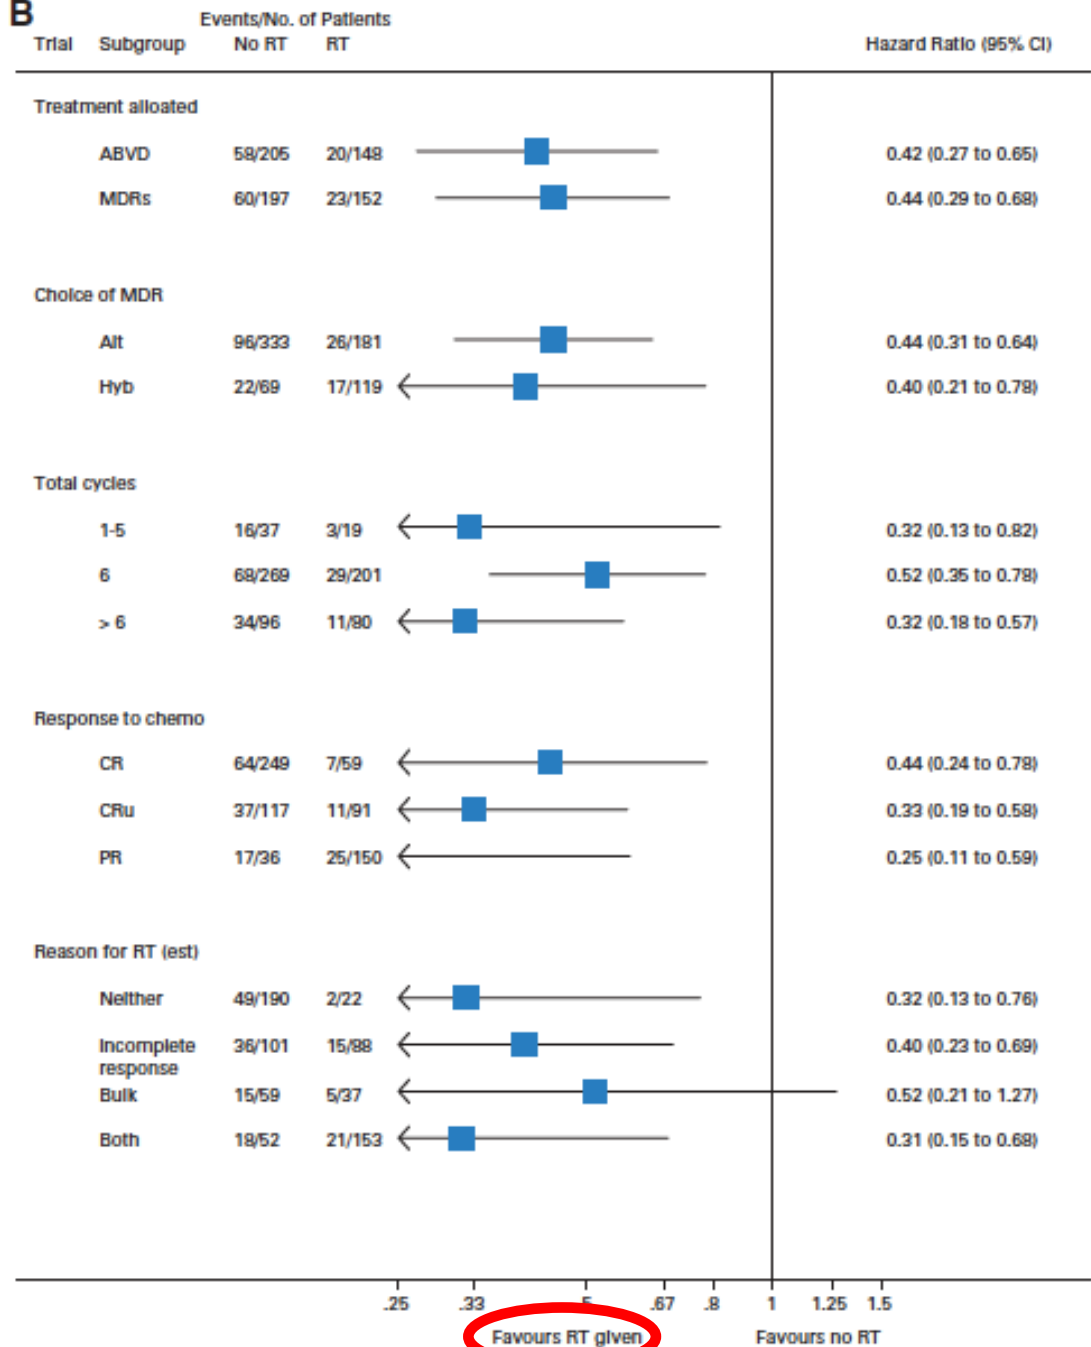 B
Events/No. of Patients
Trial Subgroup No RT RT Hazard Ratio (95% CI)
Treatment alloated
ABVD 58/205 20/148 0.42 (0.27 to 0.65)
MDRs 60/197 23/152 0.44 (0.29 to 0.68)
Choice of MDR
Alt 96/333 26/181 0.44 (0.31 to 0.64)
Hyb 22/69 17/119 0.40 (0.21 to 0.78)
Total cycles
1-5 16/37 3/19 0.32 (0.13 to 0.82)
6 68/269 29/201 0.52 (0.35 to 0.78)
> 6 34/96 11/80 0.32 (0.18 to 0.57)
Response to chemo
CR 64/249 7/59 0.44 (0.24 to 0.78)
CRu 37/117 11/91 0.33 (0.19 to 0.58)
PR 17/36 25/150 0.25 (0.11 to 0.59)
Reason for RT (est)
Neither 49/190 2/22 0.32 (0.13 to 0.76)
Incomplete 36/101 15/88 0.40 (0.23 to 0.69)
response
Bulk 15/59 5/37 0.52 (0.21 to 1.27)
Both 18/52 21/153 0.31 (0.15 to 0.68)
.25 .33 .67 .8 1 1.25 1.5
Favours RT given Favours no RT